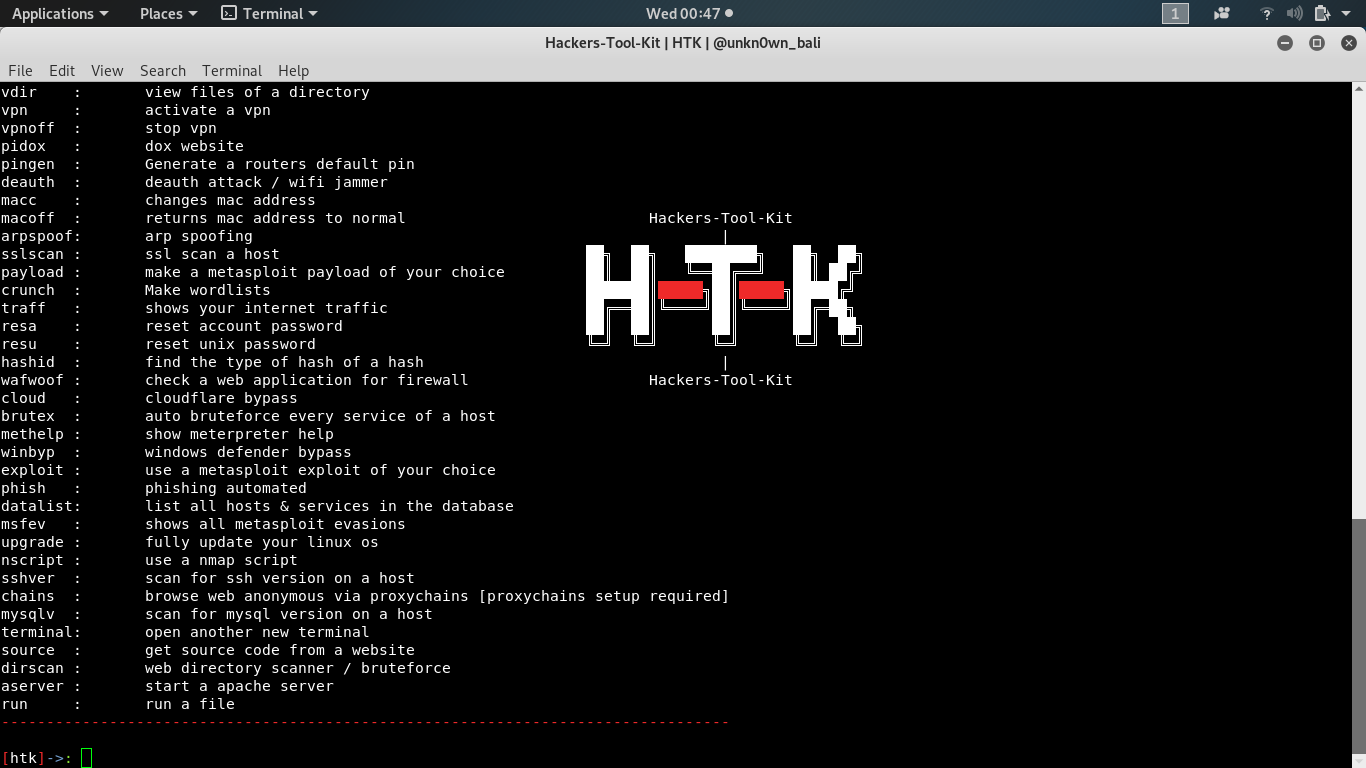 Applications Places Terminal Wed 00:47 1
Hackers-Tool-Kit | HTK | @unkn0wn_bali
File Edit View Search Terminal Help
vdir    :       view files of a directory
vpn     :       activate a vpn
vpnoff  :       stop vpn
pidox   :       dox website
pingen  :       Generate a routers default pin
deauth  :       deauth attack / wifi jammer
macc    :       changes mac address
macoff  :       returns mac address to normal
arpspoof:       arp spoofing
sslscan :       ssl scan a host
payload :       make a metasploit payload of your choice
crunch  :       Make wordlists
traff   :       shows your internet traffic
resa    :       reset account password
resu    :       reset unix password
hashid  :       find the type of hash of a hash
wafwoof :       check a web application for firewall
cloud   :       cloudflare bypass
brutex  :       auto bruteforce every service of a host
methelp :       show meterpreter help
winbyp  :       windows defender bypass
exploit :       use a metasploit exploit of your choice
phish   :       phishing automated
datalist:       list all hosts & services in the database
msfev   :       shows all metasploit evasions
upgrade :       fully update your linux os
nscript :       use a nmap script
sshver  :       scan for ssh version on a host
chains  :       browse web anonymous via proxychains [proxychains setup required]
mysqlv  :       scan for mysql version on a host
terminal:       open another new terminal
source  :       get source code from a website
dirscan :       web directory scanner / bruteforce
aserver :       start a apache server
run     :       run a file
---------------------------------------------------------------------------------
[htk]->:
Hackers-Tool-Kit
|
H-T-K
|
Hackers-Tool-Kit